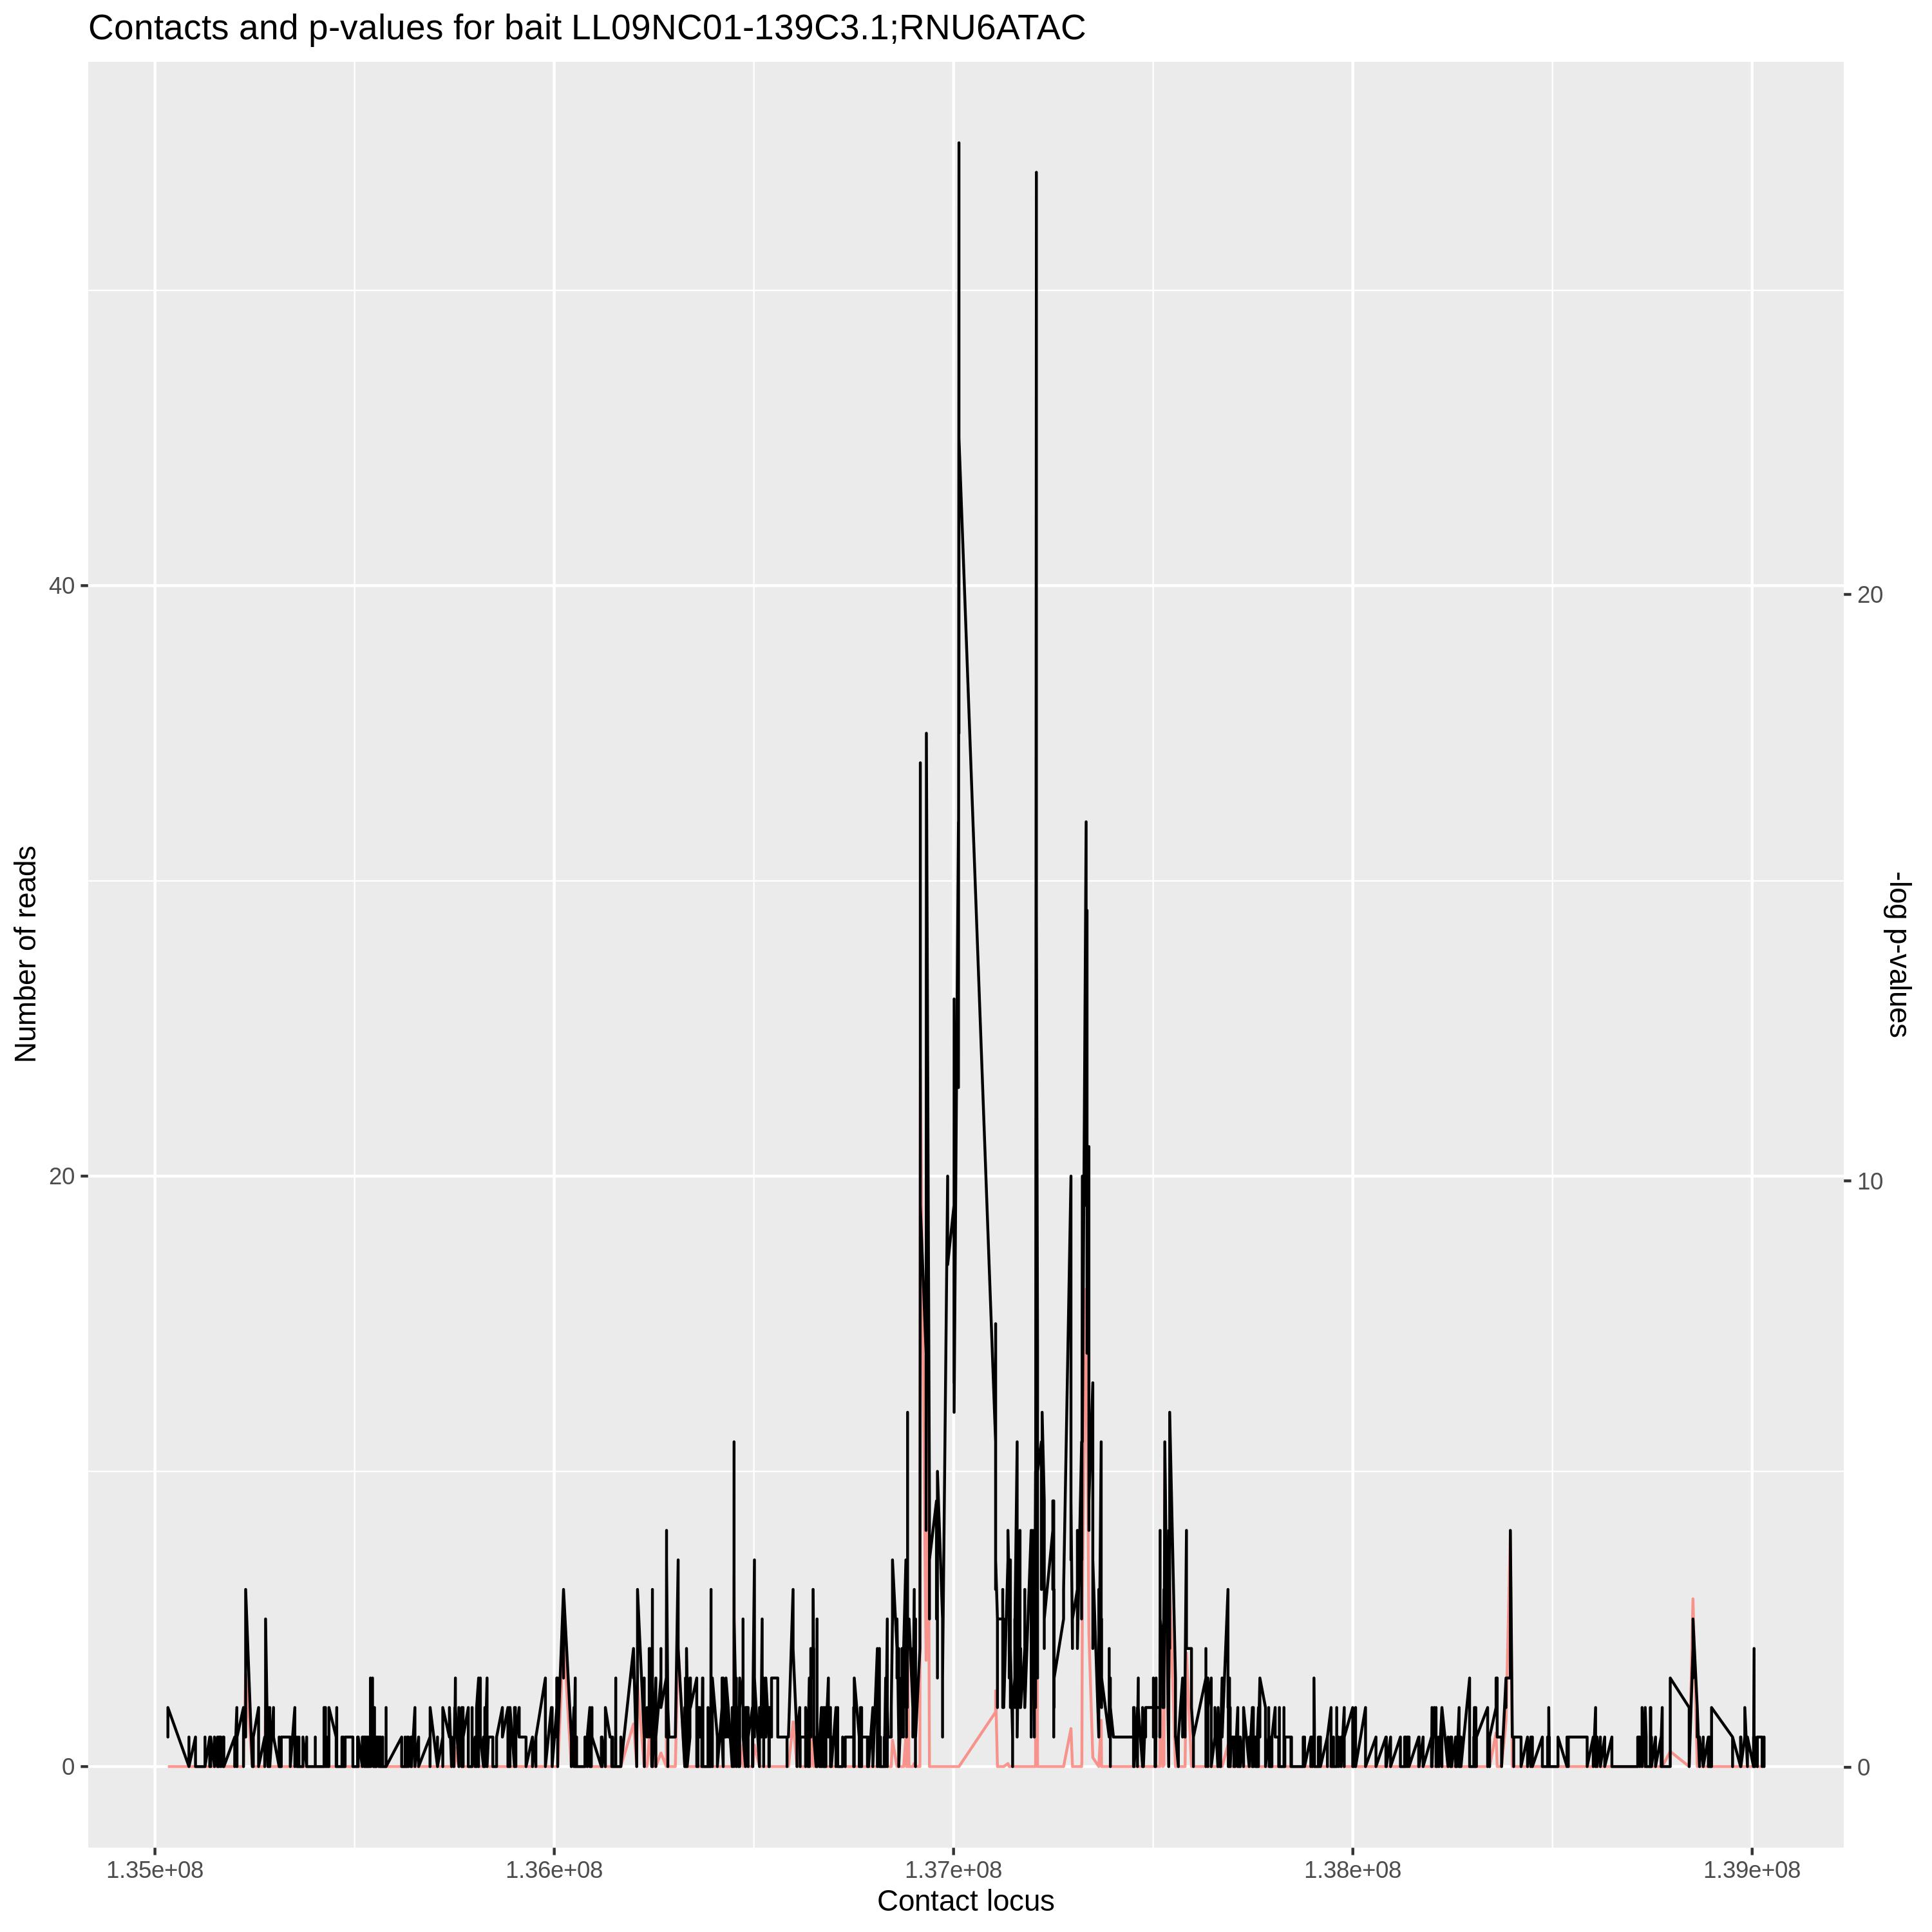 Contacts and p-values for bait LL09NC01-139C3.1;RNU6ATAC
Number of reads
40
20
0
20
10
0
-log p-values
1.35e+08
1.36e+08
1.37e+08
1.38e+08
1.39e+08
Contact locus